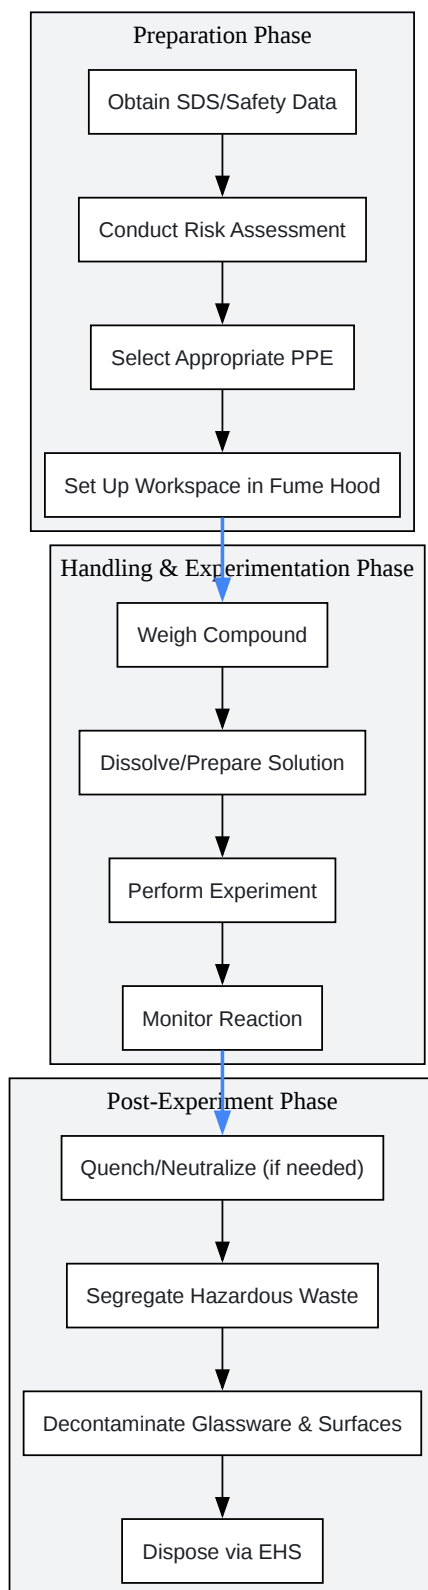 Preparation Phase
Obtain SDS/Safety Data
Conduct Risk Assessment
Select Appropriate PPE
Set Up Workspace in Fume Hood
Handling & Experimentation Phase
Weigh Compound
Dissolve/Prepare Solution
Perform Experiment
Monitor Reaction
Post-Experiment Phase
Quench/Neutralize (if needed)
Segregate Hazardous Waste
Decontaminate Glassware & Surfaces
Dispose via EHS